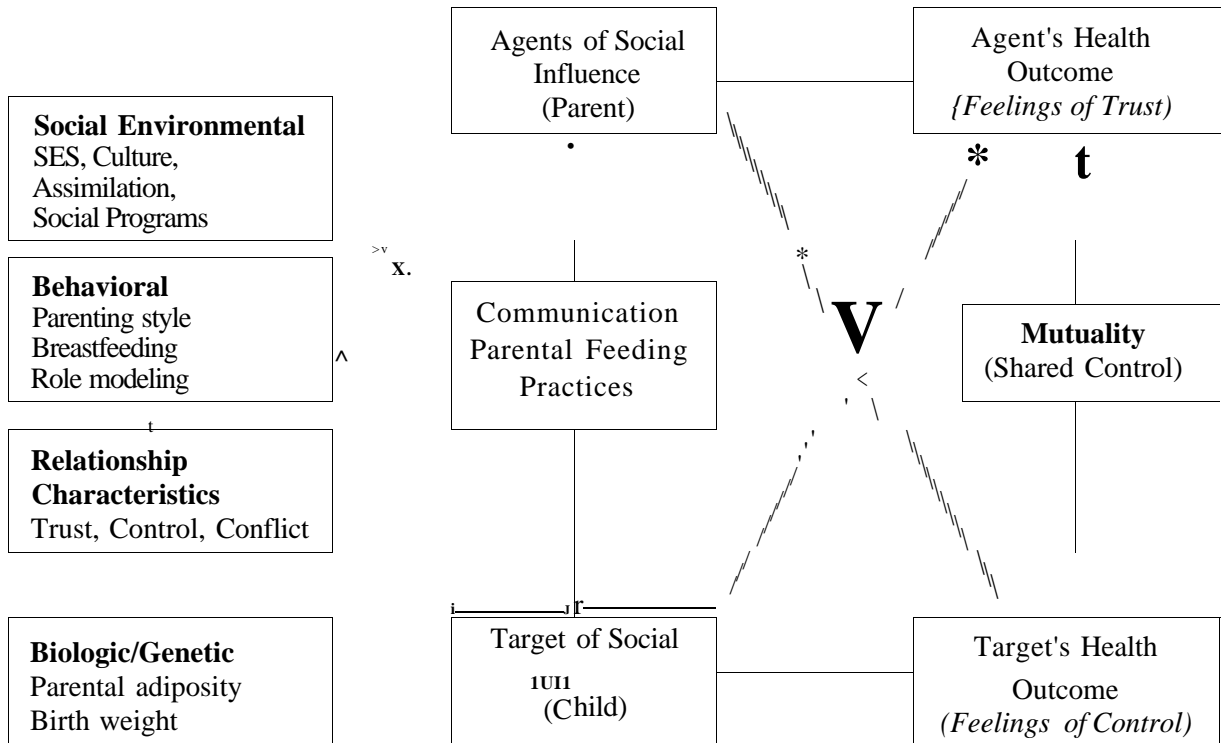 Social Environmental
SES, Culture,
Assimilation,
Social Programs
Behavioral
Parenting style
Breastfeeding
Role modeling
^
t
Relationship
Characteristics
Trust, Control, Conflict
Biologic/Genetic
Parental adiposity
Birth weight
>v
X.
Agents of Social
Influence
(Parent)
•
Communication
Parental Feeding
Practices
i
J r
Target of Social
1UI1
(Child)
Agent's Health
Outcome
{Feelings of Trust)
* t
*
V
<
Mutuality
(Shared Control)
Target's Health
Outcome
(Feelings of Control)